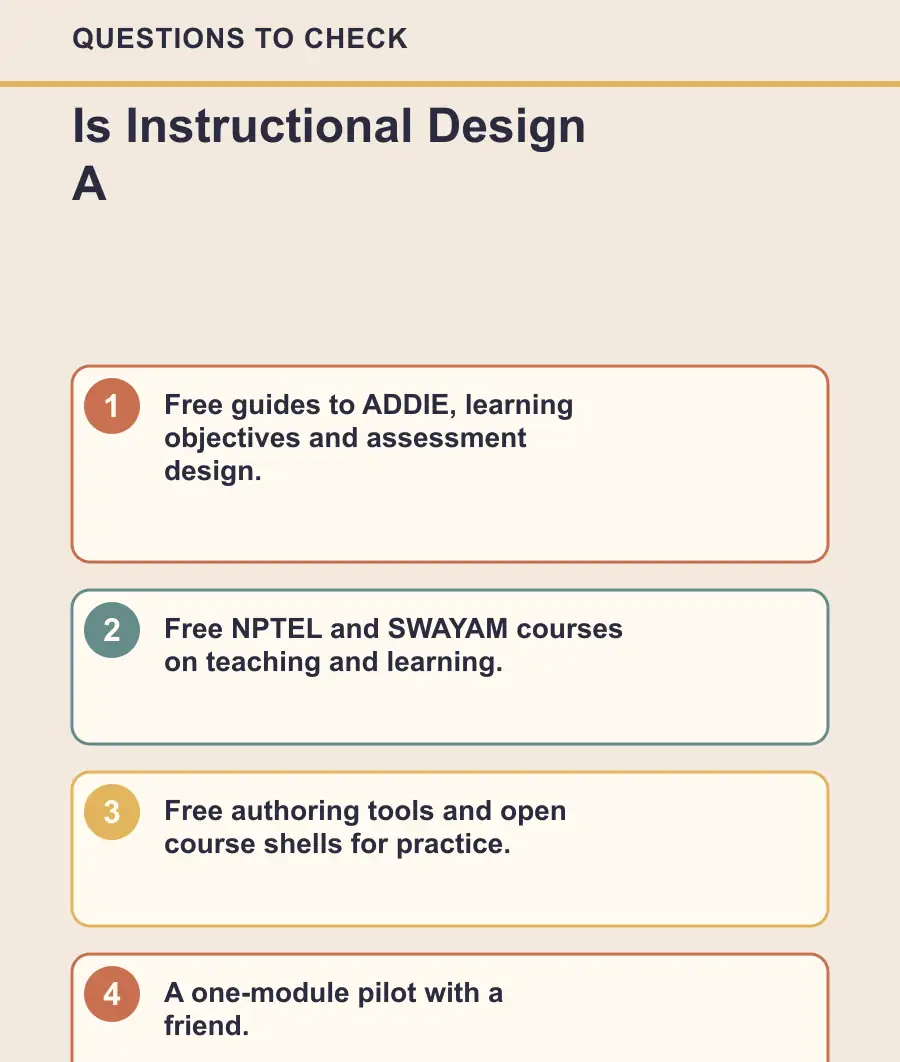 QUESTIONS TO CHECK
Is Instructional Design
A
1
Free guides to ADDIE, learning
objectives and assessment
design.
2
Free NPTEL and SWAYAM courses
on teaching and learning.
3
Free authoring tools and open
course shells for practice.
4
A one-module pilot with a
friend.